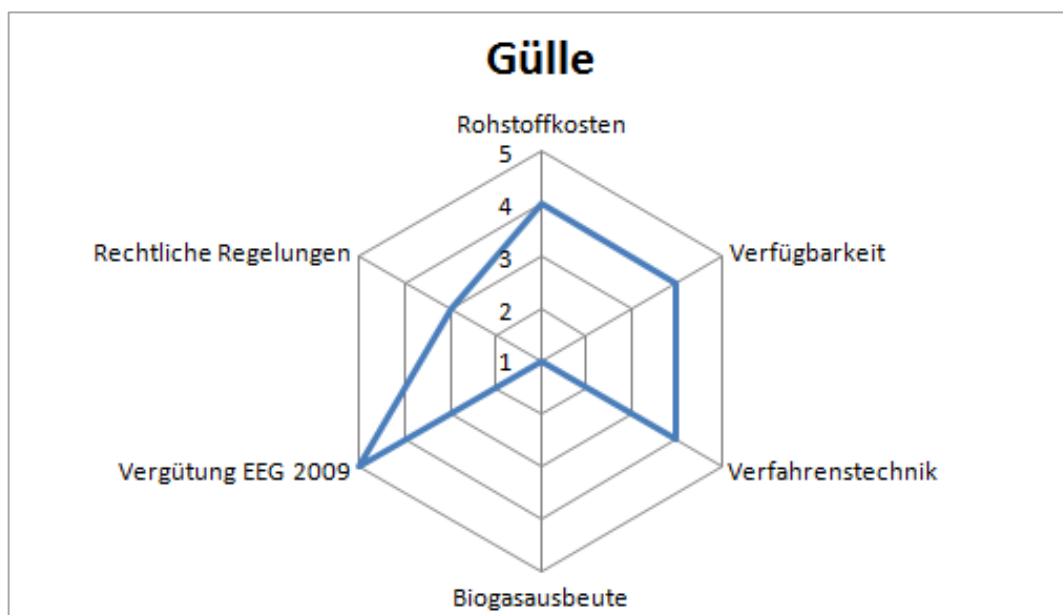 Gülle
Rohstoffkosten
5
4
Rechtliche Regelungen
3
Verfügbarkeit
2
1
Vergütung EEG 2009
Verfahrenstechnik
Biogasausbeute